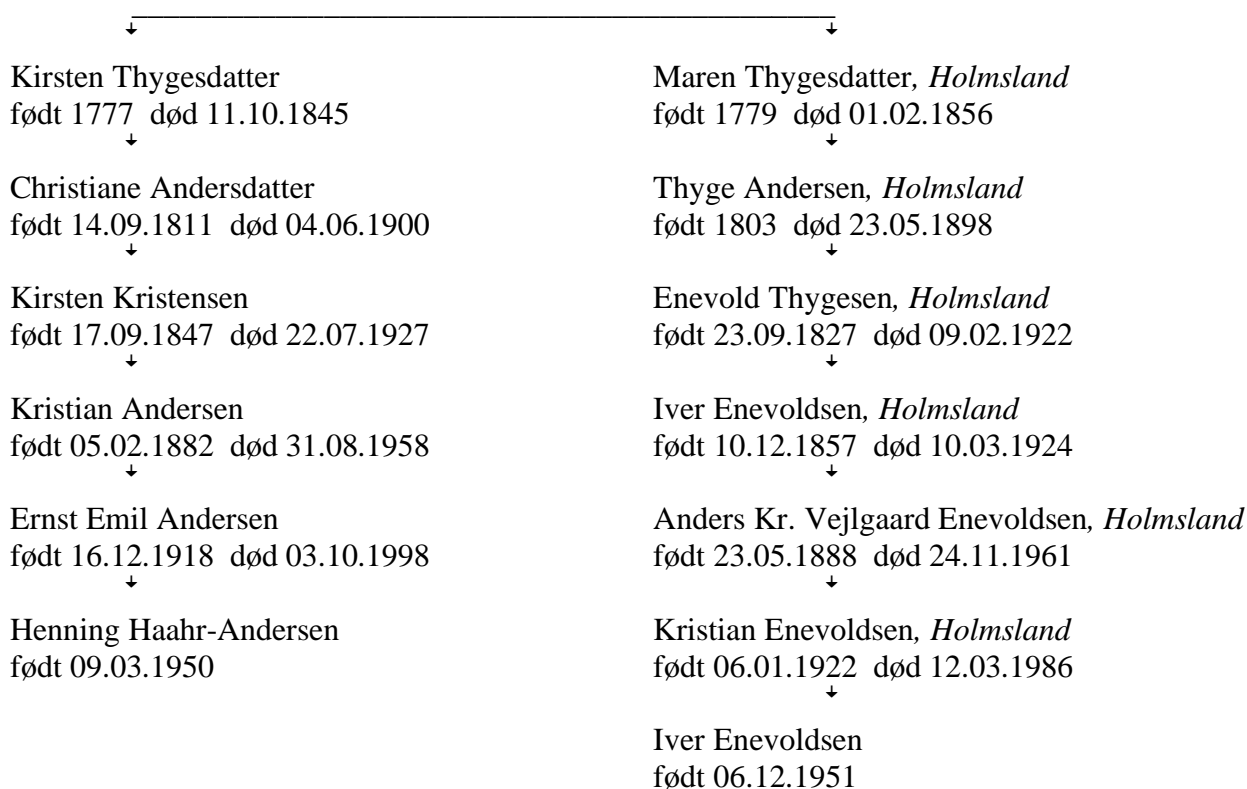 Kirsten Thygesdatter
født 1777 død 11.10.1845
Christiane Andersdatter
født 14.09.1811 død 04.06.1900
Kirsten Kristensen
født 17.09.1847 død 22.07.1927
Kristian Andersen
født 05.02.1882 død 31.08.1958
Ernst Emil Andersen
født 16.12.1918 død 03.10.1998
Henning Haahr-Andersen
født 09.03.1950
Maren Thygesdatter, Holmsland
født 1779 død 01.02.1856
Thyge Andersen, Holmsland
født 1803 død 23.05.1898
Enevold Thygesen, Holmsland
født 23.09.1827 død 09.02.1922
Iver Enevoldsen, Holmsland
født 10.12.1857 død 10.03.1924
Anders Kr. Vejlgaard Enevoldsen, Holmsland
født 23.05.1888 død 24.11.1961
Kristian Enevoldsen, Holmsland
født 06.01.1922 død 12.03.1986
Iver Enevoldsen
født 06.12.1951